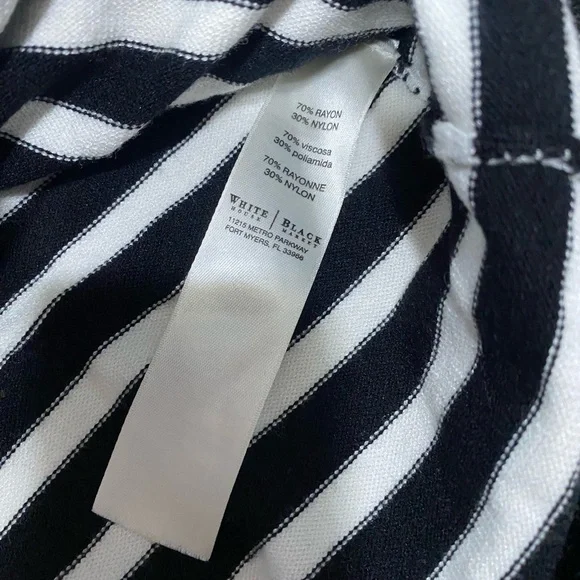 70% RAYON
30% NYLON
70% viscosa
30% poliamida
70% RAYONNE
30% NYLON
WHITE | BLACK
HOUSE MARKET
11215 METRO PARKWAY
FORT MYERS, FL 33966